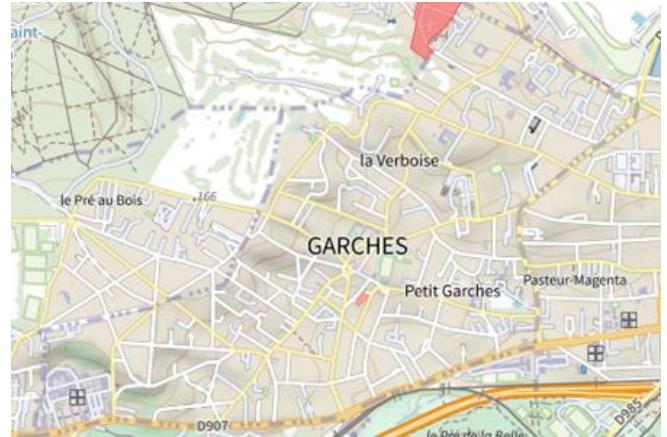 la Verboise
le Pré au Bois
166
GARCHES
Petit Garches
Pasteur-Magenta
D907
D985
le Pré de la Belle